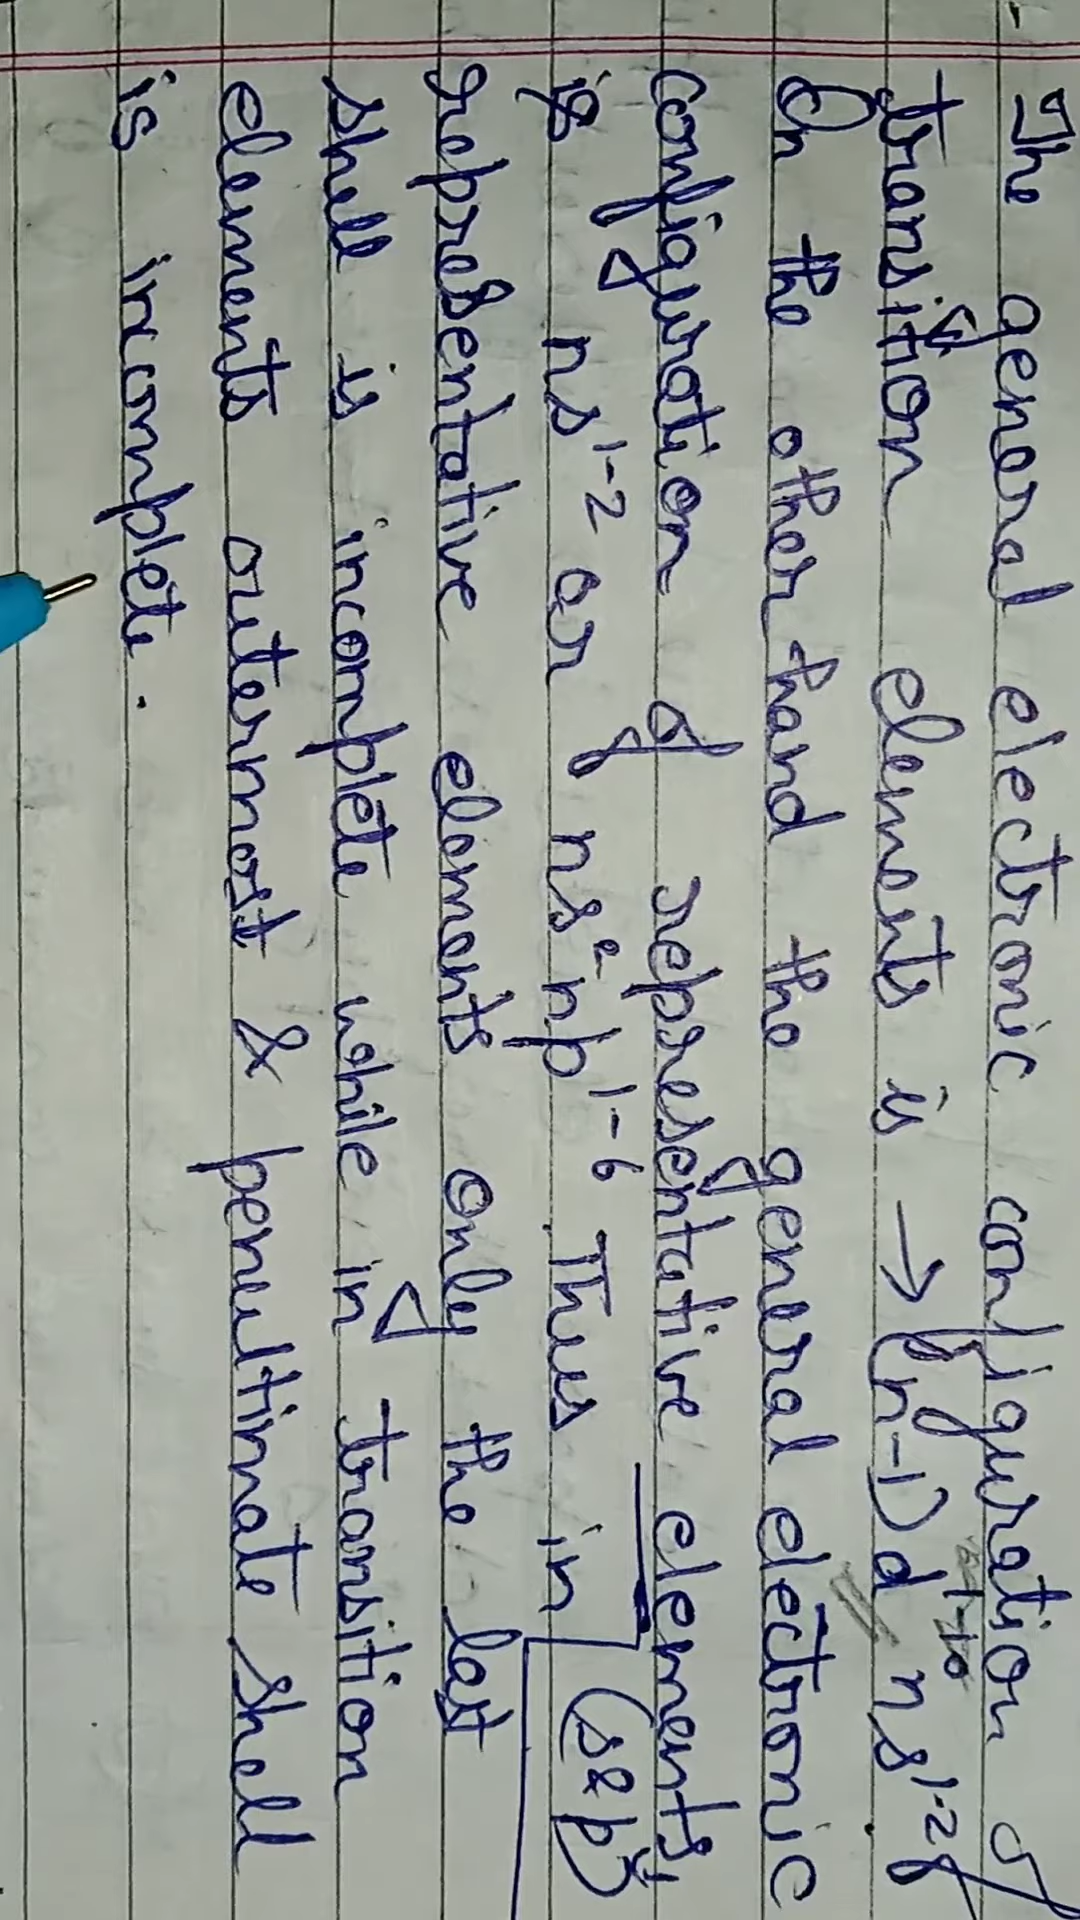 The general electronic configuration of
transition elements is → (n-1)d¹⁻¹⁰ ns¹⁻².
On the other hand the general electronic
configuration of representative elements,
is ns¹⁻² or ns² np¹⁻⁶. Thus in (s&p)
representative elements only the last
shell is incomplete while in transition
elements outermost & penultimate shell
is incomplete.